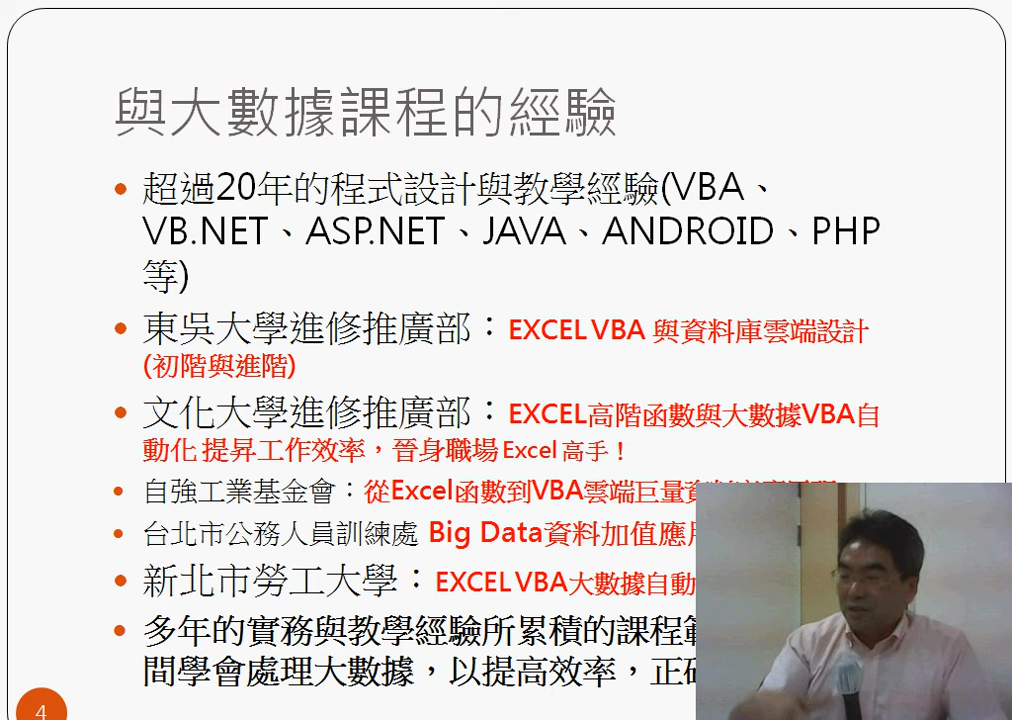 與大數據課程的經驗
超過20年的程式設計與教學經驗(VBA、
VB.NET、ASP.NET、JAVA、ANDROID、PHP
等)
東吳大學進修推廣部：EXCEL VBA 與資料庫雲端設計
(初階與進階)
文化大學進修推廣部：EXCEL高階函數與大數據VBA自
動化 提昇工作效率，晉身職場 Excel 高手！
自強工業基金會：從Excel函數到VBA雲端巨量
台北市公務人員訓練處 Big Data資料加值應
新北市勞工大學：EXCEL VBA大數據自動
多年的實務與教學經驗所累積的課程
間學會處理大數據，以提高效率，正
4